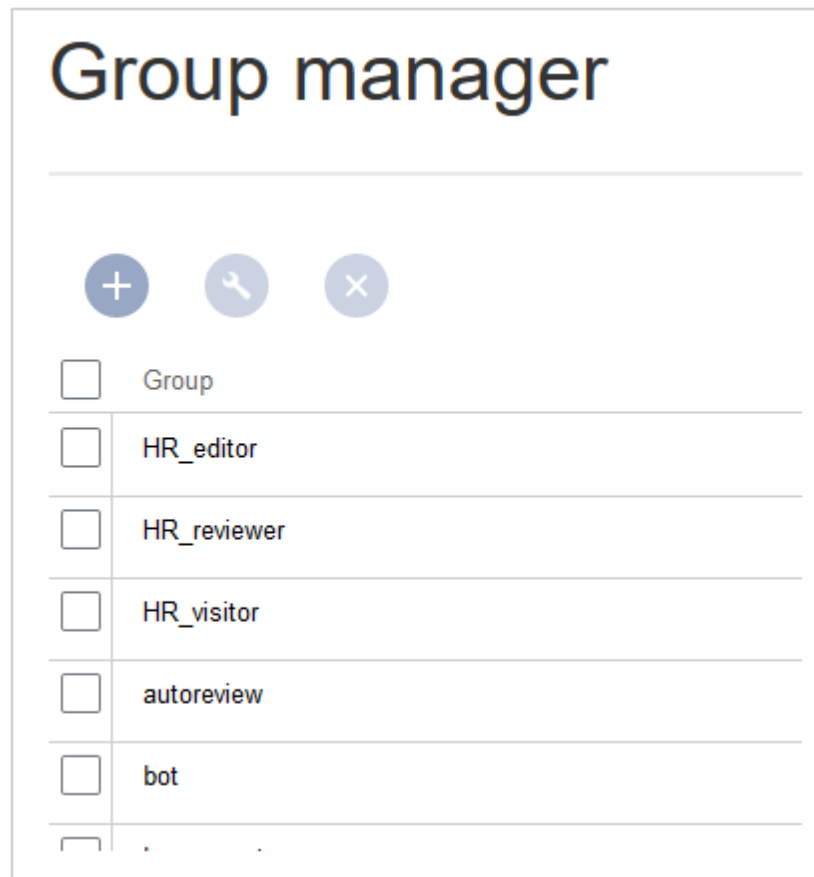 Group manager
Group
HR_editor
HR_reviewer
HR_visitor
autoreview
bot